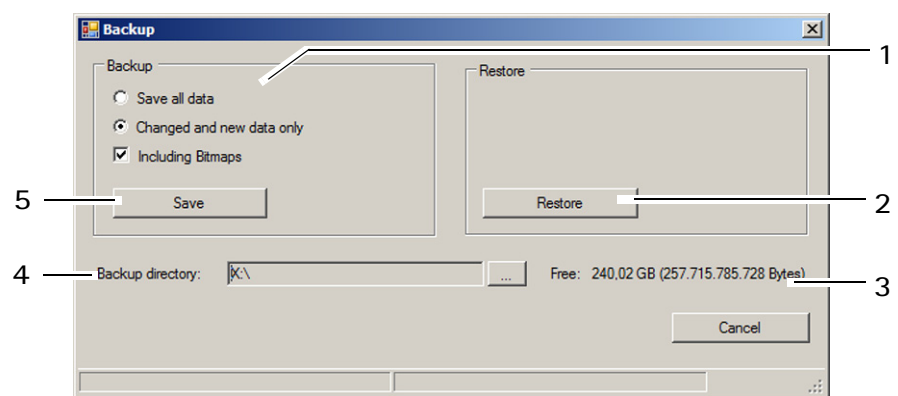 Backup
1
Backup
Restore
Save all data
Changed and new data only
Including Bitmaps
5
Save
Restore
2
4
Backup directory:
X:\
...
Free: 240,02 GB (257.715.785.728 Bytes)
3
Cancel